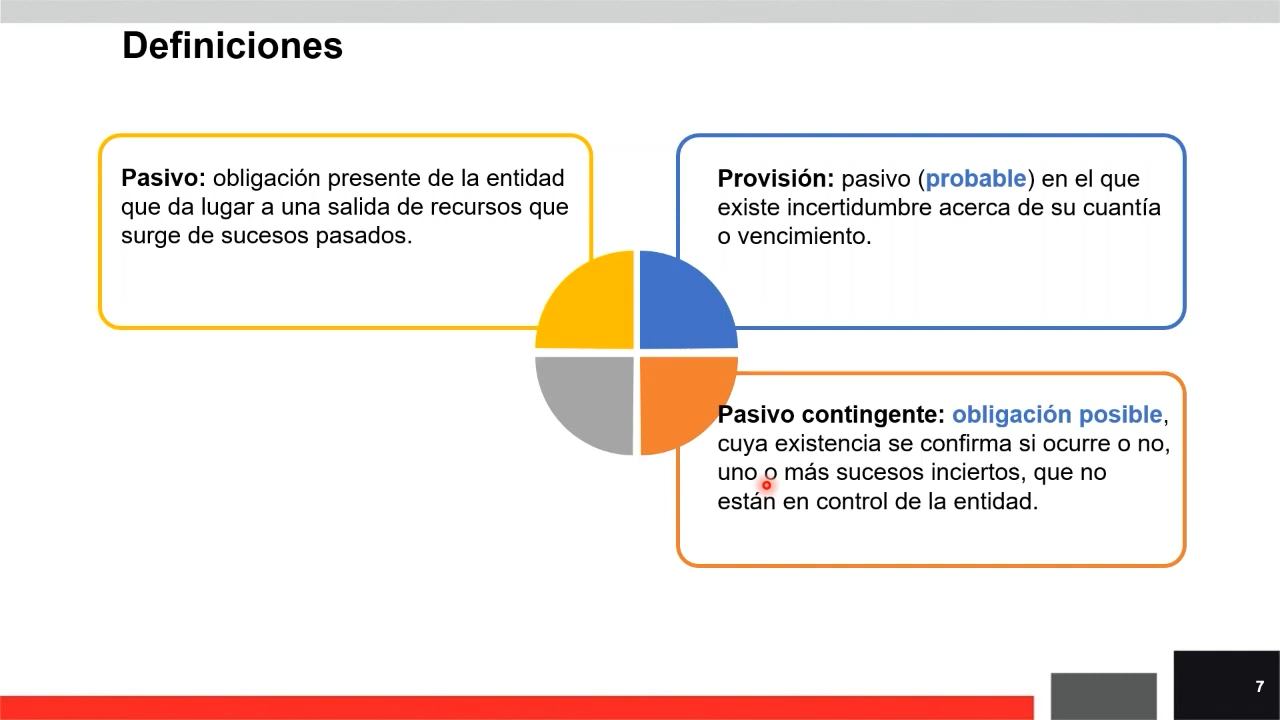 Definiciones
Pasivo: obligación presente de la entidad
que da lugar a una salida de recursos que
surge de sucesos pasados.
Provisión: pasivo (probable) en el que
existe incertidumbre acerca de su cuantía
o vencimiento.
Pasivo contingente: obligación posible,
cuya existencia se confirma si ocurre o no,
uno o más sucesos inciertos, que no
están en control de la entidad.
7